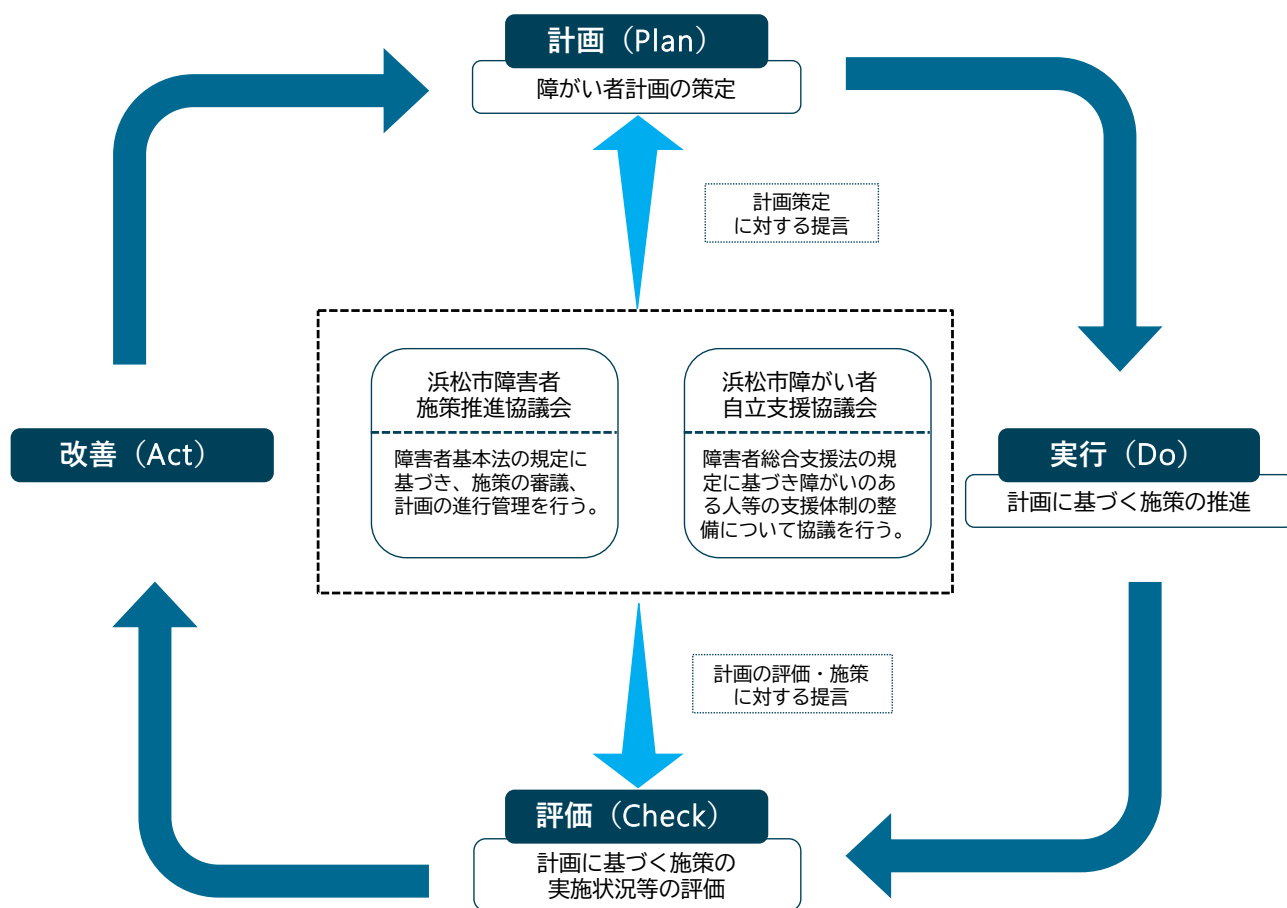 計画（Plan）
障がい者計画の策定
計画策定
に対する提言
浜松市障害者
施策推進協議会
障害者基本法の規定に
基づき、施策の審議、
計画の進行管理を行う。
浜松市障がい者
自立支援協議会
障害者総合支援法の規
定に基づき障がいのあ
る人等の支援体制の整
備について協議を行う。
改善（Act）
実行（Do）
計画に基づく施策の推進
計画の評価・施策
に対する提言
評価（Check）
計画に基づく施策の
実施状況等の評価